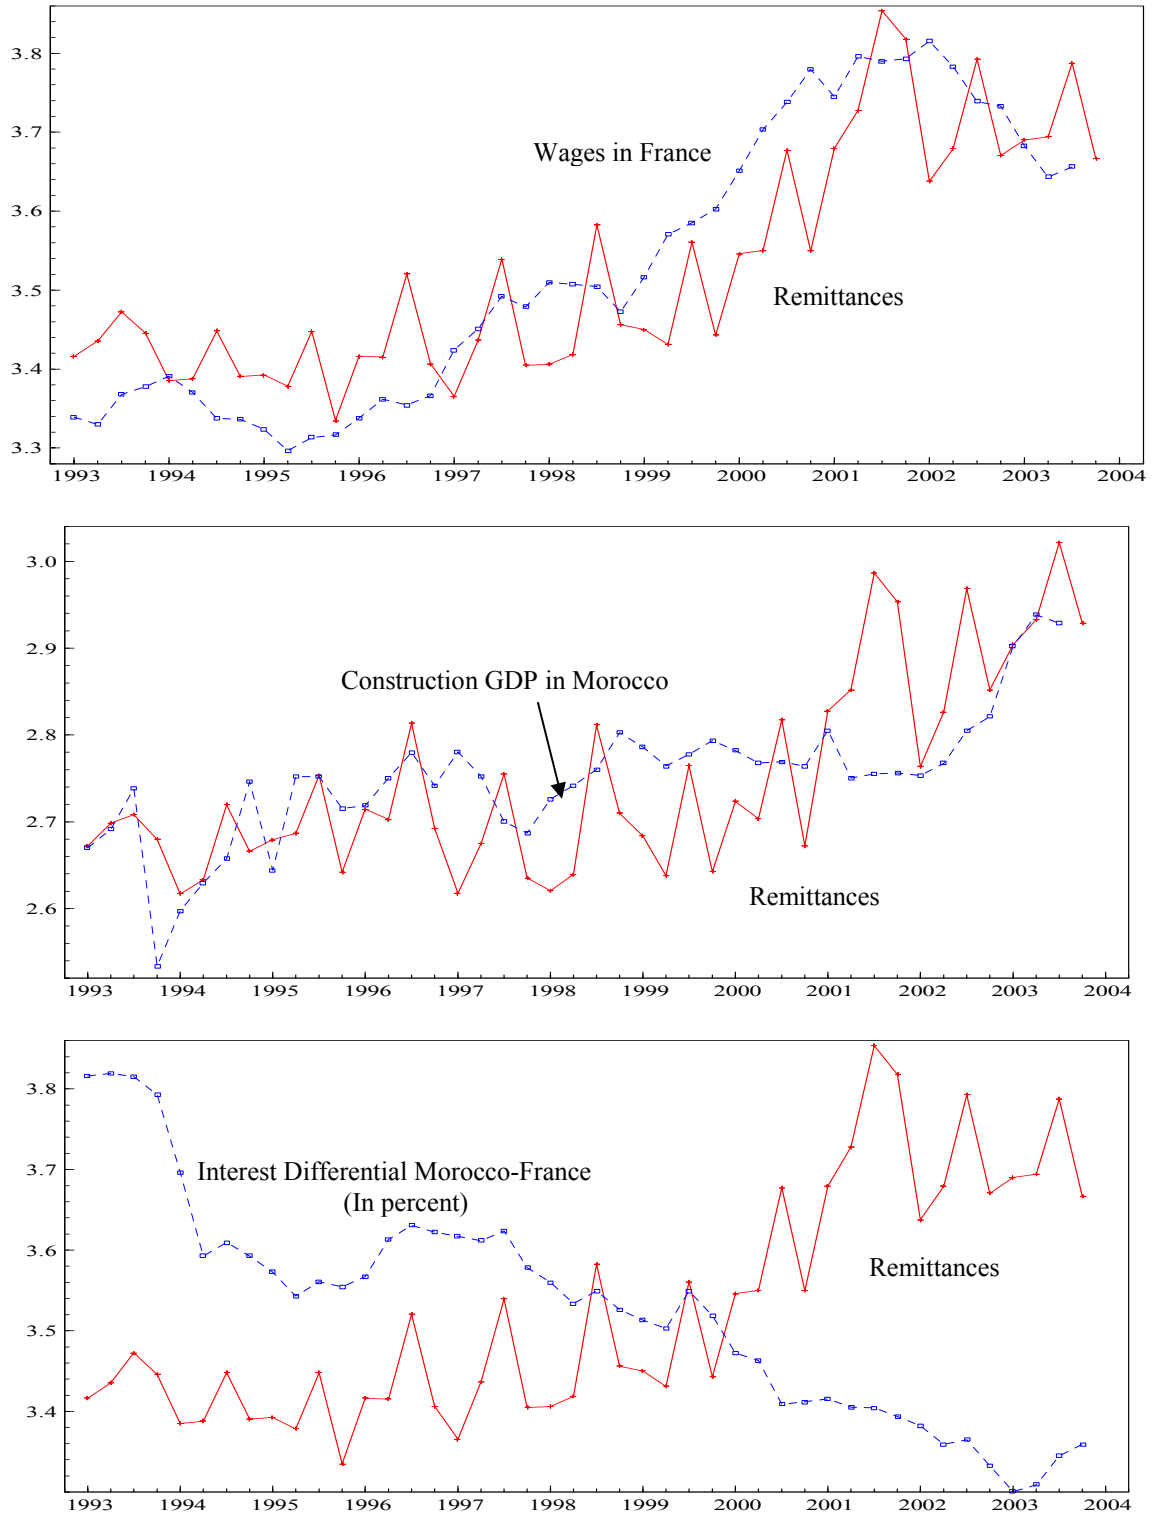 3.8
3.7
Wages in France
3.6
3.5
Remittances
3.4
3.3
1993 1994 1995 1996 1997 1998 1999 2000 2001 2002 2003 2004
3.0
2.9
Construction GDP in Morocco
2.8
2.7
Remittances
2.6
1993 1994 1995 1996 1997 1998 1999 2000 2001 2002 2003 2004
3.8
3.7
Interest Differential Morocco-France
(In percent)
3.6
Remittances
3.5
3.4
1993 1994 1995 1996 1997 1998 1999 2000 2001 2002 2003 2004